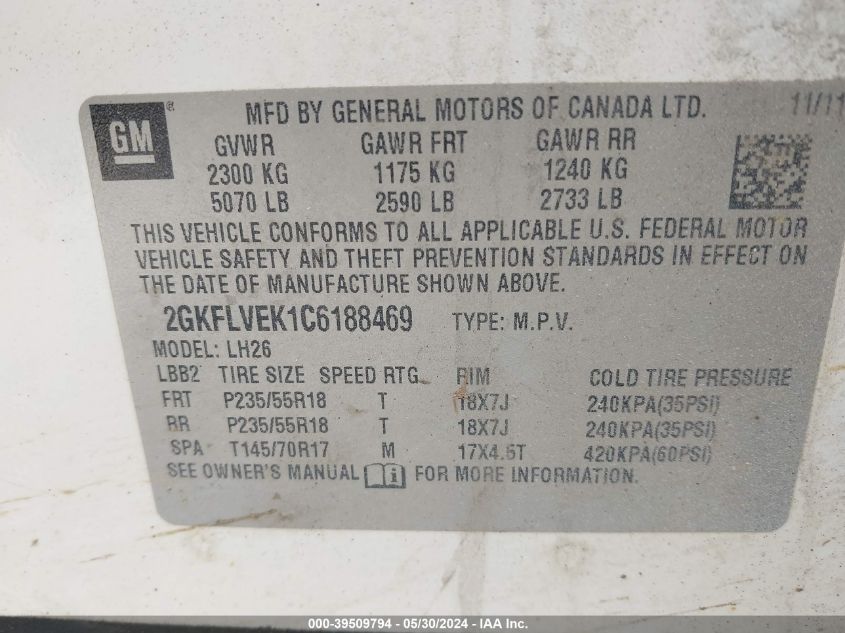 GM ® MFD BY GENERAL MOTORS OF CANADA LTD. 11/11
GVWR GAWR FRT GAWR RR
2300 KG 1175 KG 1240 KG
5070 LB 2590 LB 2733 LB
THIS VEHICLE CONFORMS TO ALL APPLICABLE U.S. FEDERAL MOTOR
VEHICLE SAFETY AND THEFT PREVENTION STANDARDS IN EFFECT ON
THE DATE OF MANUFACTURE SHOWN ABOVE.
2GKFLVEK1C6188469 TYPE: M.P.V.
MODEL: LH26
LBB2 TIRE SIZE SPEED RTG RIM COLD TIRE PRESSURE
FRT P235/55R18 T 18X7J 240KPA(35PSI)
RR P235/55R18 T 18X7J 240KPA(35PSI)
SPA T145/70R17 M 17X4.5T 420KPA(60PSI)
SEE OWNER'S MANUAL i FOR MORE INFORMATION.
000-39509794 - 05/30/2024 - IAA Inc.